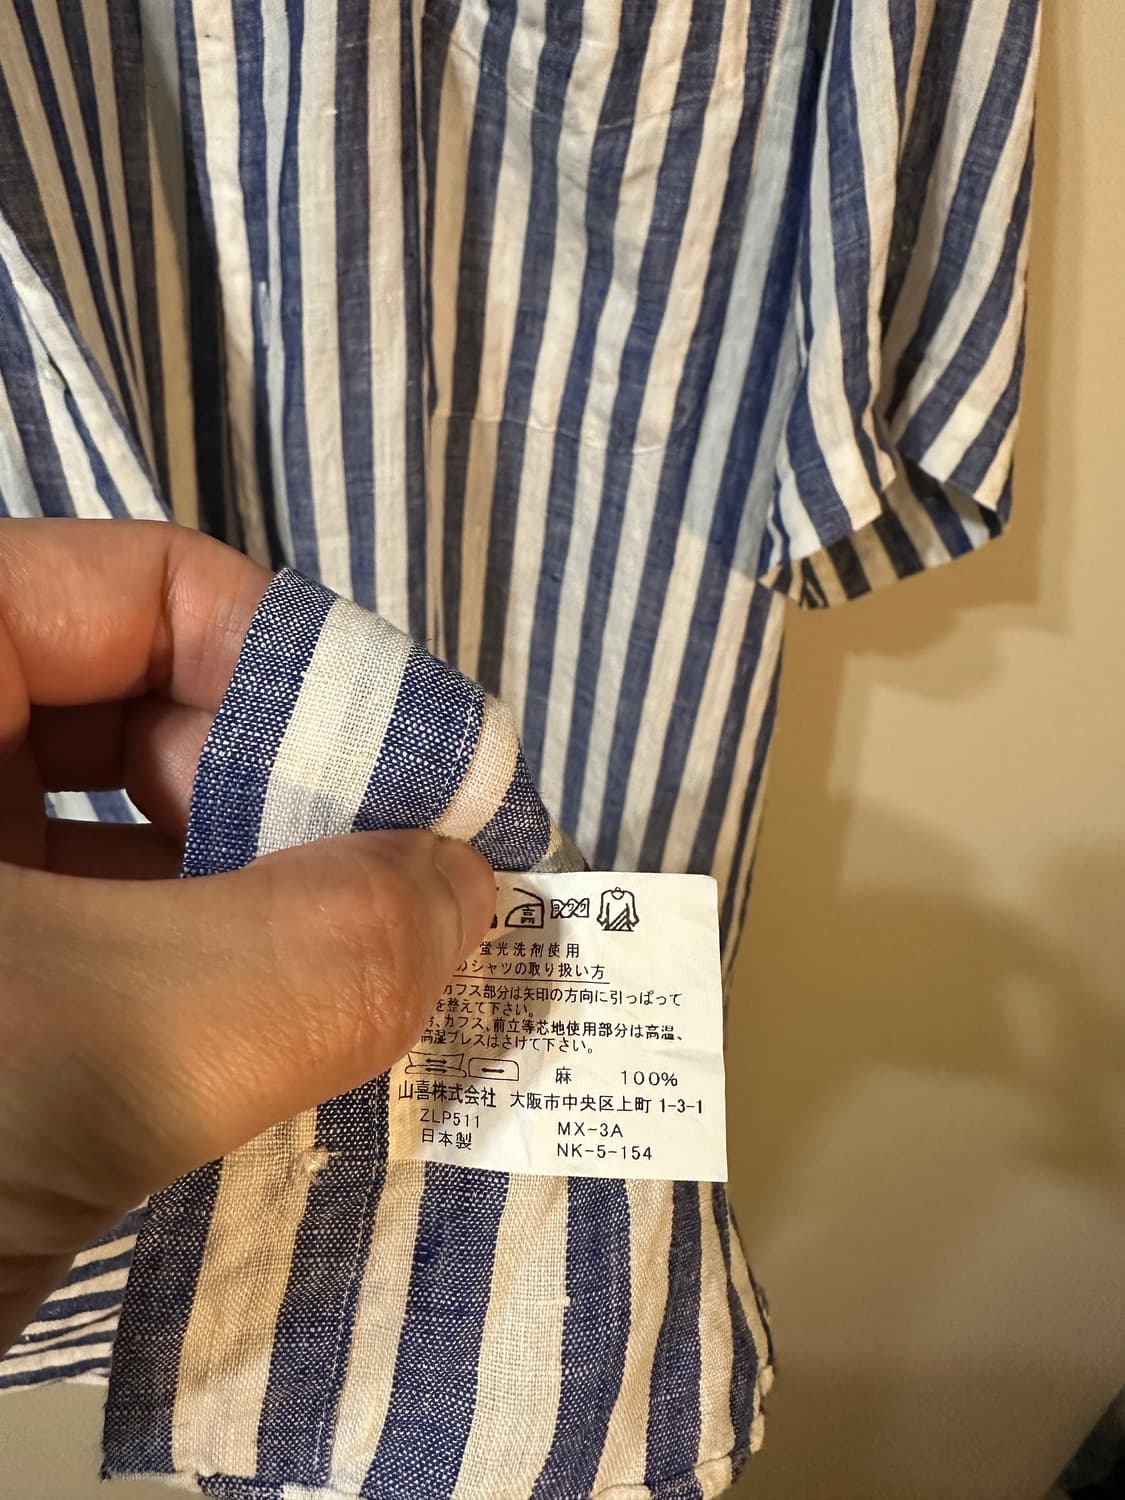 高
蛍光洗剤使用
シャツの取り扱い方
カフス部分は矢印の方向に引っぱって
を整えて下さい。
カフス、前立等芯地使用部分は高温、
高湿プレスはさけて下さい。
麻 100%
山喜株式会社 大阪市中央区上町 1-3-1
ZLP511 MX-3A
日本製 NK-5-154